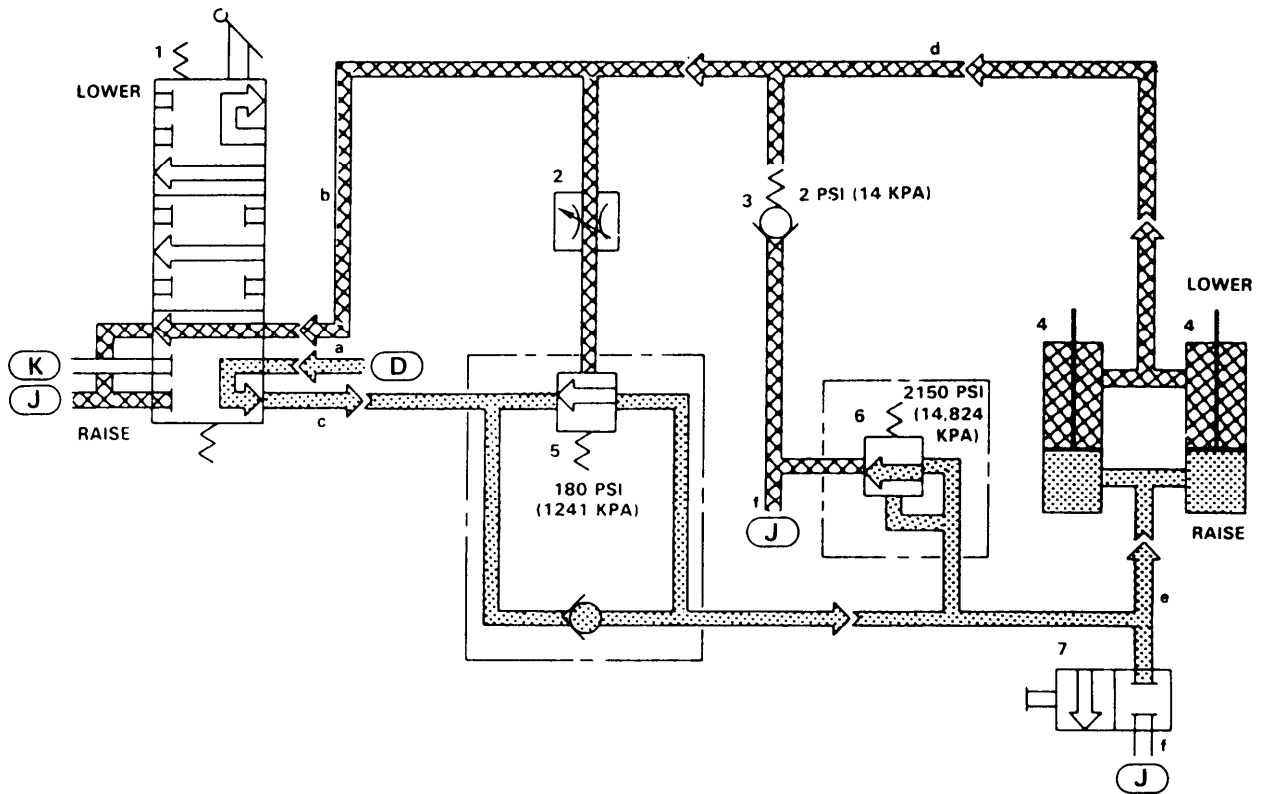 1
LOWER
d
2
3
2 PSI (14 KPA)
b
LOWER
4
4
a
K
D
J
RAISE
c
5
180 PSI
(1241 KPA)
6
2150 PSI
(14,824
KPA)
f
J
RAISE
e
7
f
J